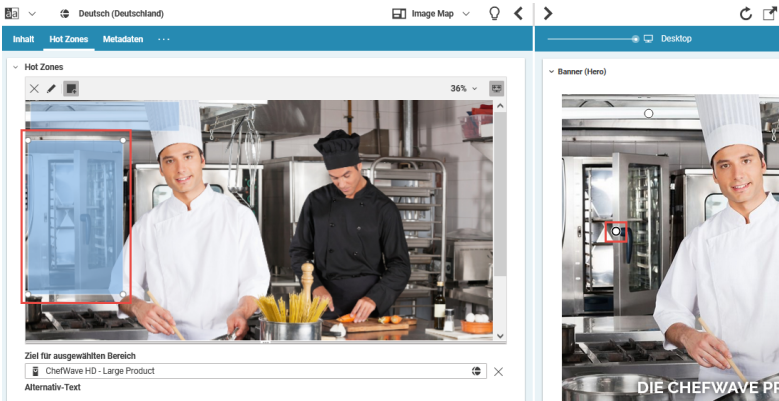 Deutsch (Deutschland)
Image Map
Inhalt Hot Zones Metadaten ...
Desktop
Hot Zones
Banner (Hero)
36%
Ziel für ausgewählten Bereich
ChefWave HD - Large Product
Alternativ-Text
DIE CHEFWAVE PR